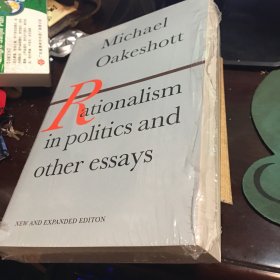 Michael
Oakeshott
Rationalism
in politics and
other essays
NEW AND EXPANDED EDITON